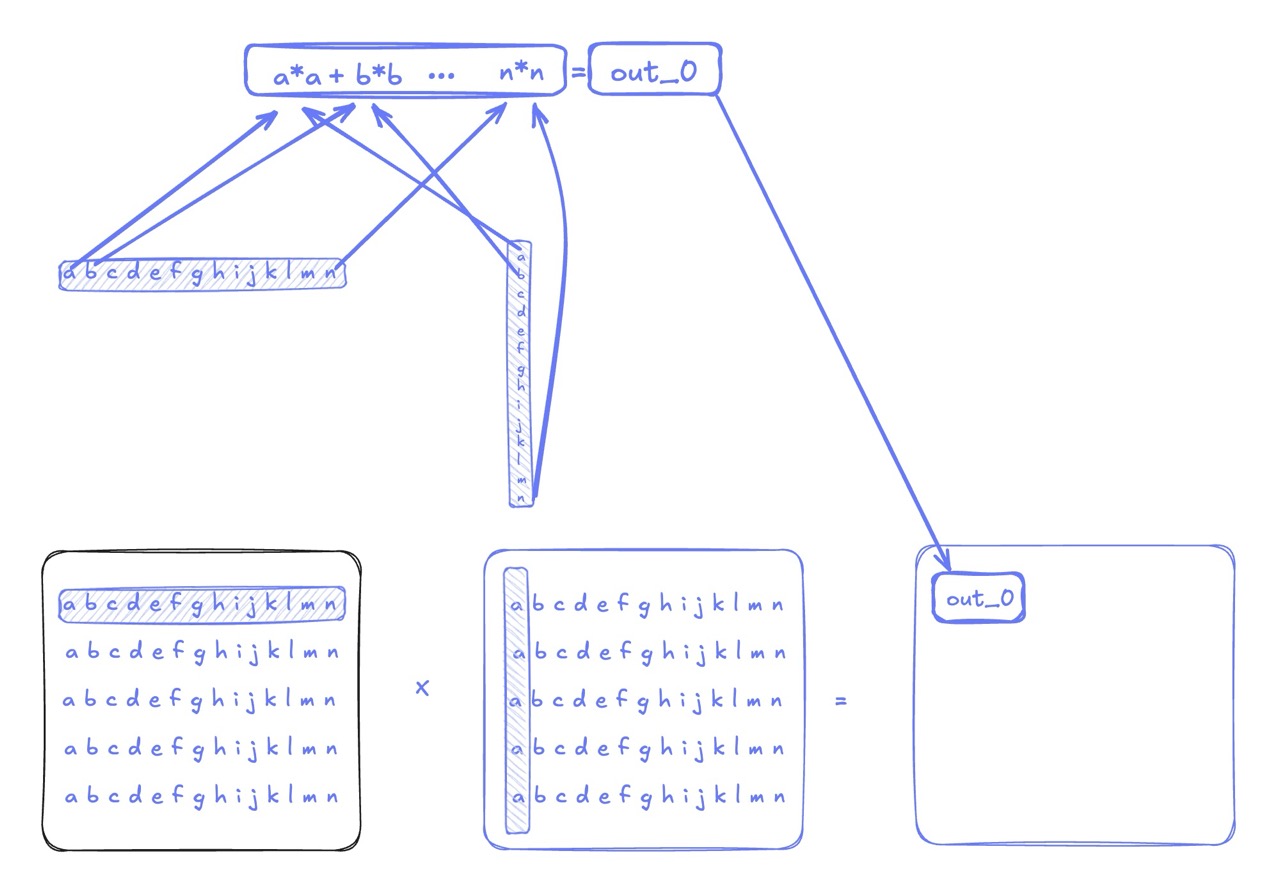 a*a + b*b ... n*n = out_0
a b c d e f g h i j k l m n
a
b
c
d
e
f
g
h
i
j
k
l
m
n
a b c d e f g h i j k l m n
a b c d e f g h i j k l m n
a b c d e f g h i j k l m n
a b c d e f g h i j k l m n
a b c d e f g h i j k l m n
x
a b c d e f g h i j k l m n
a b c d e f g h i j k l m n
a b c d e f g h i j k l m n
a b c d e f g h i j k l m n
a b c d e f g h i j k l m n
=
out_0